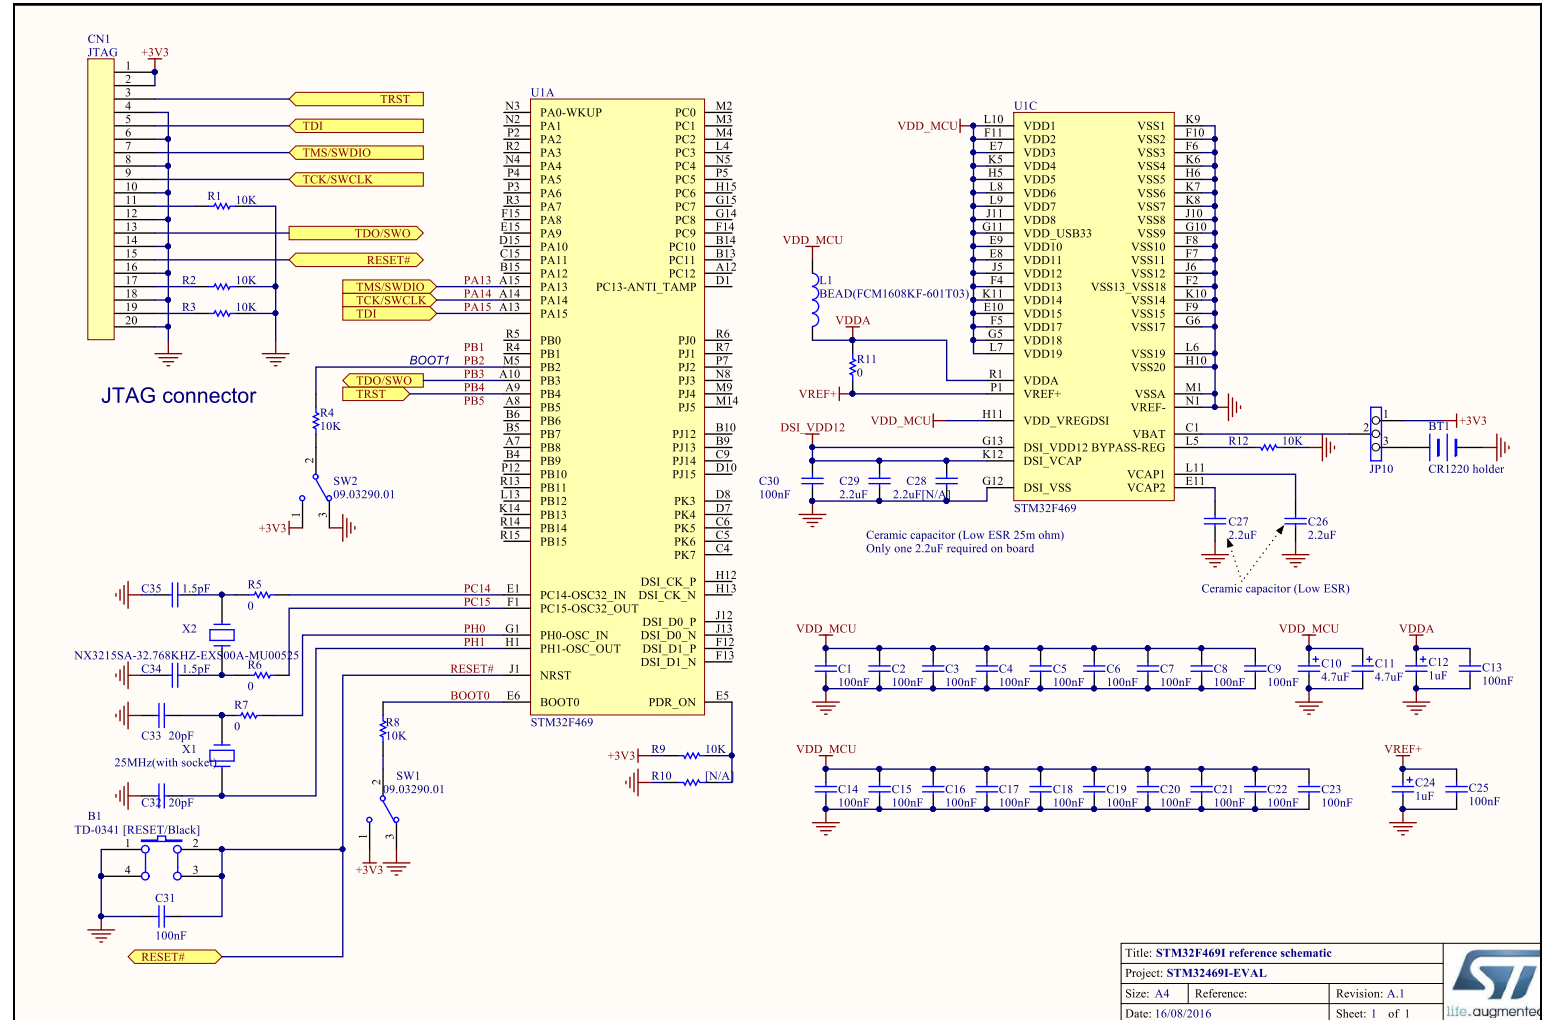 CN1
JTAG
+3V3
1
2
3
4
5
6
7
8
9
10
11
12
13
14
15
16
17
18
19
20
TRST
TDI
TMS/SWDIO
TCK/SWCLK
R1 10K
TDO/SWO
RESET#
R2 10K
R3 10K
JTAG connector
TMS/SWDIO PA13
TCK/SWCLK PA14
TDI PA15
PB1
BOOT1 PB2
TDO/SWO PB3
TRST PB4
PB5
R4
10K
2
SW2
09.03290.01
1
3
+3V3
U1A
N3 PA0-WKUP PC0 M2
N2 PA1 PC1 M3
P2 PA2 PC2 M4
R2 PA3 PC3 L4
N4 PA4 PC4 N5
P4 PA5 PC5 P5
P3 PA6 PC6 H15
R3 PA7 PC7 G15
F15 PA8 PC8 G14
E15 PA9 PC9 F14
D15 PA10 PC10 B14
C15 PA11 PC11 B13
B15 PA12 PC12 A12
A15 PA13 PC13-ANTI_TAMP D1
A14 PA14
A13 PA15
R5 PB0 PJ0 R6
R4 PB1 PJ1 R7
M5 PB2 PJ2 P7
A10 PB3 PJ3 N8
A9 PB4 PJ4 M9
A8 PB5 PJ5 M14
B6 PB6
B5 PB7 PJ12 B10
A7 PB8 PJ13 B9
B4 PB9 PJ14 C9
P12 PB10 PJ15 D10
R13 PB11
L13 PB12 PK3 D8
K14 PB13 PK4 D7
R14 PB14 PK5 C6
R15 PB15 PK6 C5
PK7 C4
DSI_CK_P H12
PC14 E1 PC14-OSC32_IN DSI_CK_N H13
PC15 F1 PC15-OSC32_OUT
DSI_D0_P J12
PH0 G1 PH0-OSC_IN DSI_D0_N J13
PH1 H1 PH1-OSC_OUT DSI_D1_P F12
DSI_D1_N F13
RESET# J1 NRST
BOOT0 E6 BOOT0 PDR_ON E5
STM32F469
C35 1.5pF
R5
0
X2
NX3215SA-32.768KHZ-EXS00A-MU00525
C34 1.5pF
R6
0
R7
0
C33 20pF
X1
25MHz(with socket)
C32 20pF
B1
TD-0341 [RESET/Black]
1
2
4
3
C31
100nF
RESET#
R8
10K
2
SW1
09.03290.01
1
3
+3V3
+3V3 R9 10K
R10 [N/A]
VDD_MCU
L1
BEAD(FCM1608KF-601T03)
VDDA
R11
0
VREF+
VDD_MCU
DSI_VDD12
C30
100nF
C29
2.2uF
C28
2.2uF[N/A]
Ceramic capacitor (Low ESR 25m ohm)
Only one 2.2uF required on board
U1C
VDD_MCU
L10 VDD1 VSS1 K9
F11 VDD2 VSS2 F10
E7 VDD3 VSS3 F6
K5 VDD4 VSS4 K6
H5 VDD5 VSS5 H6
L8 VDD6 VSS6 K7
L9 VDD7 VSS7 K8
J11 VDD8 VSS8 J10
G11 VDD_USB33 VSS9 G10
E9 VDD10 VSS10 F8
E8 VDD11 VSS11 F7
J5 VDD12 VSS12 J6
F4 VDD13 VSS13_VSS18 F2
K11 VDD14 VSS14 K10
E10 VDD15 VSS15 F9
F5 VDD17 VSS17 G6
G5 VDD18
L7 VDD19 VSS19 L6
VSS20 H10
R1 VDDA
P1 VREF+ VSSA M1
VREF- N1
H11 VDD_VREGDSI
VBAT C1
G13 DSI_VDD12 BYPASS-REG L5
K12 DSI_VCAP
VCAP1 L11
G12 DSI_VSS VCAP2 E11
STM32F469
R12 10K
1
2
3
JP10
+3V3
BT1
CR1220 holder
C27
2.2uF
C26
2.2uF
Ceramic capacitor (Low ESR)
VDD_MCU
C1
100nF
C2
100nF
C3
100nF
C4
100nF
C5
100nF
C6
100nF
C7
100nF
C8
100nF
C9
100nF
VDD_MCU
+ C10
4.7uF
+ C11
4.7uF
VDDA
+ C12
1uF
C13
100nF
VDD_MCU
C14
100nF
C15
100nF
C16
100nF
C17
100nF
C18
100nF
C19
100nF
C20
100nF
C21
100nF
C22
100nF
C23
100nF
VREF+
+ C24
1uF
C25
100nF
Title: STM32F469I reference schematic
Project: STM32469I-EVAL
Size: A4 Reference: Revision: A.1
Date: 16/08/2016 Sheet: 1 of 1
ST
life.augmented